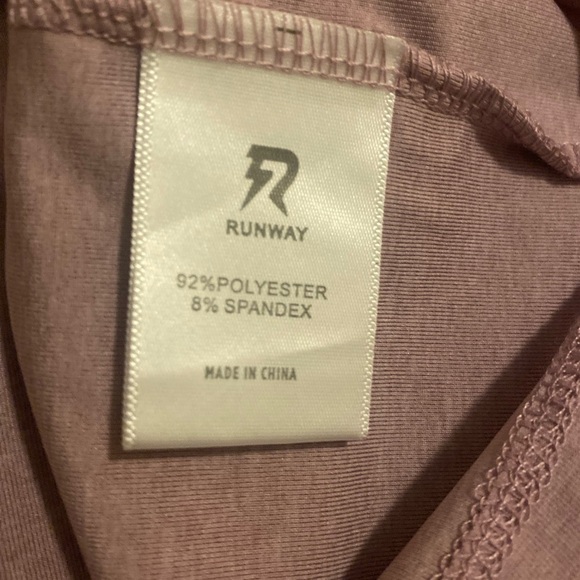 RUNWAY
92%POLYESTER
8% SPANDEX
MADE IN CHINA